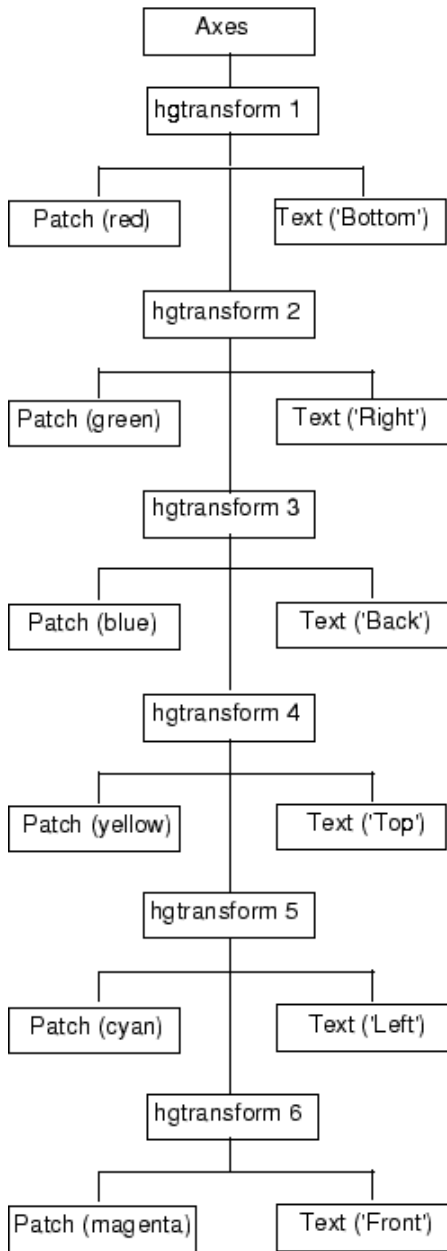 Axes
hgtransform 1
Patch (red)
Text ('Bottom')
hgtransform 2
Patch (green)
Text ('Right')
hgtransform 3
Patch (blue)
Text ('Back')
hgtransform 4
Patch (yellow)
Text ('Top')
hgtransform 5
Patch (cyan)
Text ('Left')
hgtransform 6
Patch (magenta)
Text ('Front')